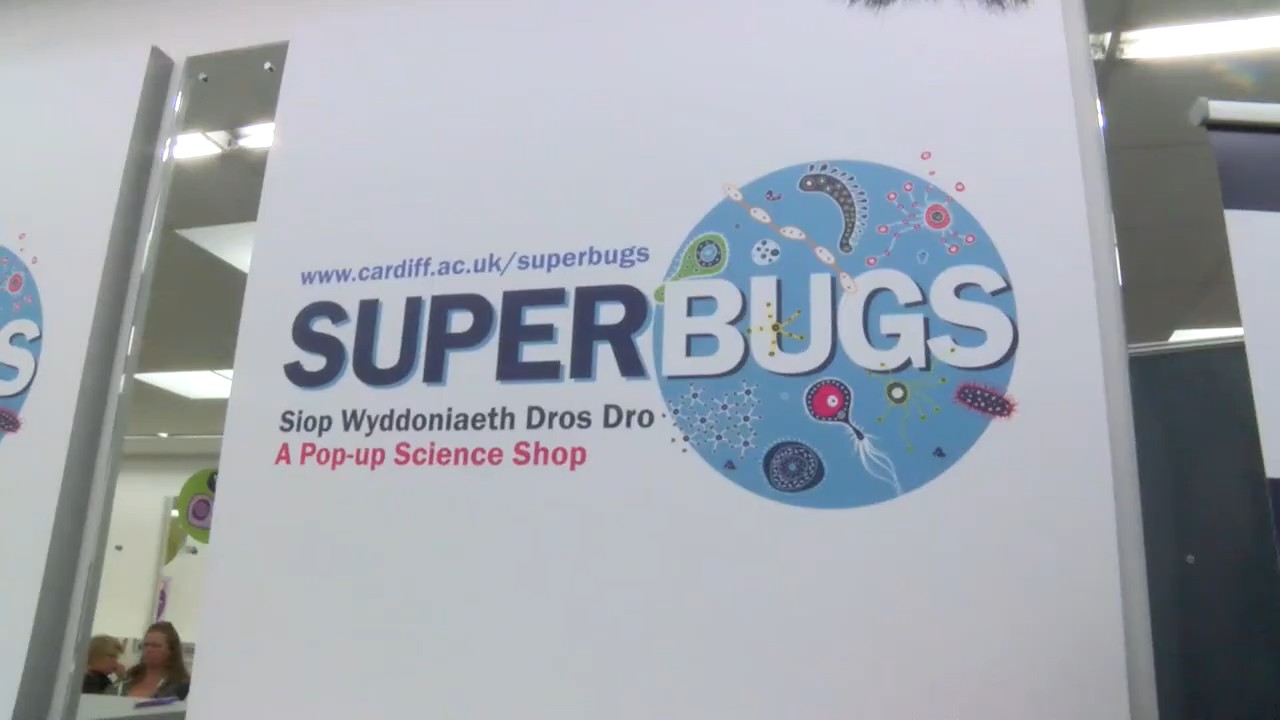 www.cardiff.ac.uk/superbugs
SUPERBUGS
Siop Wyddoniaeth Dros Dro
A Pop-up Science Shop
S